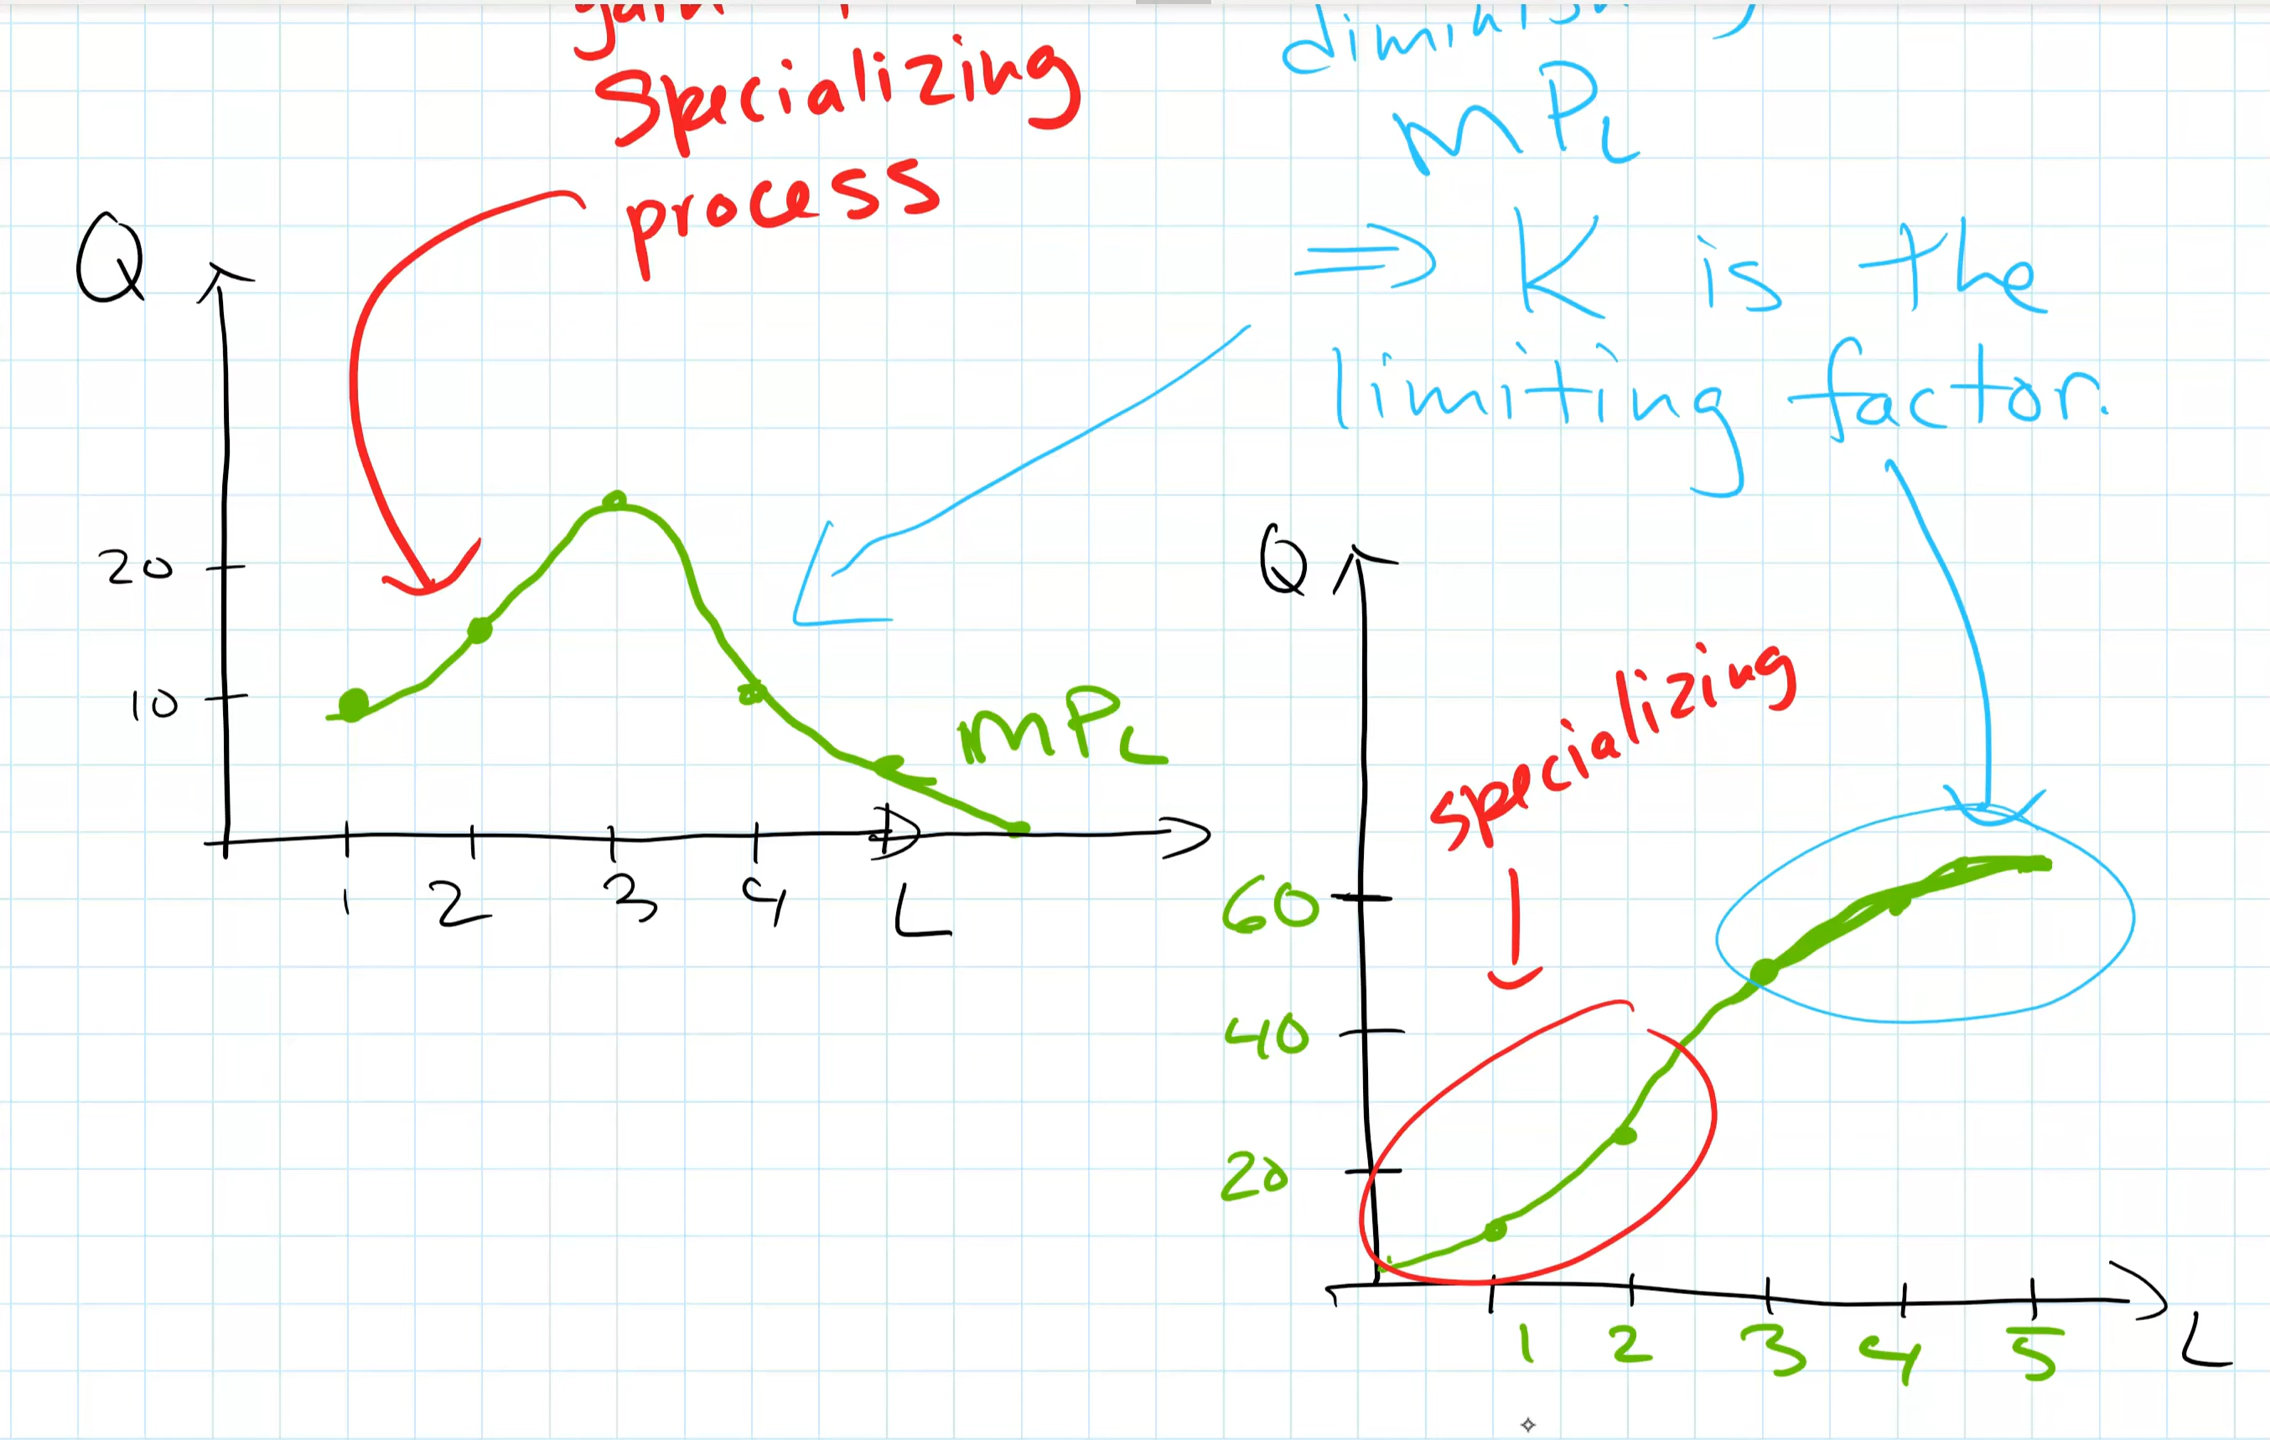 Specializing
process
diminish
MPL
⇒ K is the
limiting factor.
Q
20
10
MPL
1 2 3 4 L
Q
specializing
60
40
20
1 2 3 4 5 L